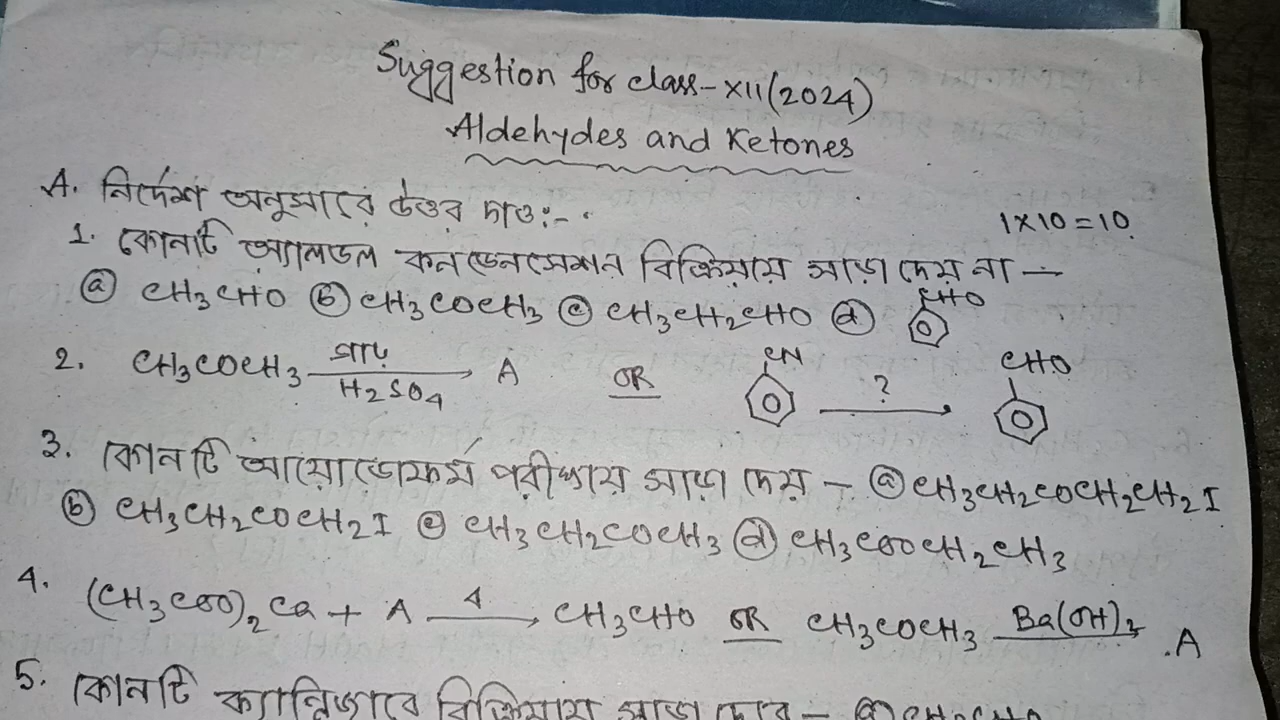 Suggestion for class-XII (2024)
Aldehydes and Ketones
A. নির্দেশ অনুসারে উত্তর দাও:-
1×10=10.
1. কোনটি অ্যালডল কনডেনসেশন বিক্রিয়ায় সাড়া দেয় না —
ⓐ CH₃CHO ⓑ CH₃COCH₃ ⓒ CH₃CH₂CHO ⓓ CHO
2. CH₃COCH₃ গাঢ় H₂SO₄ → A OR CN ? → CHO
3. কোনটি আয়োডোফর্ম পরীক্ষায় সাড়া দেয় — ⓐ CH₃CH₂COCH₂CH₂I
ⓑ CH₃CH₂COCH₂I ⓒ CH₃CH₂COCH₃ ⓓ CH₃COOCH₂CH₃
4. (CH₃COO)₂Ca + A Δ → CH₃CHO OR CH₃COCH₃ Ba(OH)₂ → A
5. কোনটি ক্যান্নিজারে বিক্রিয়ায় সাড়া দেবে — ⓐ